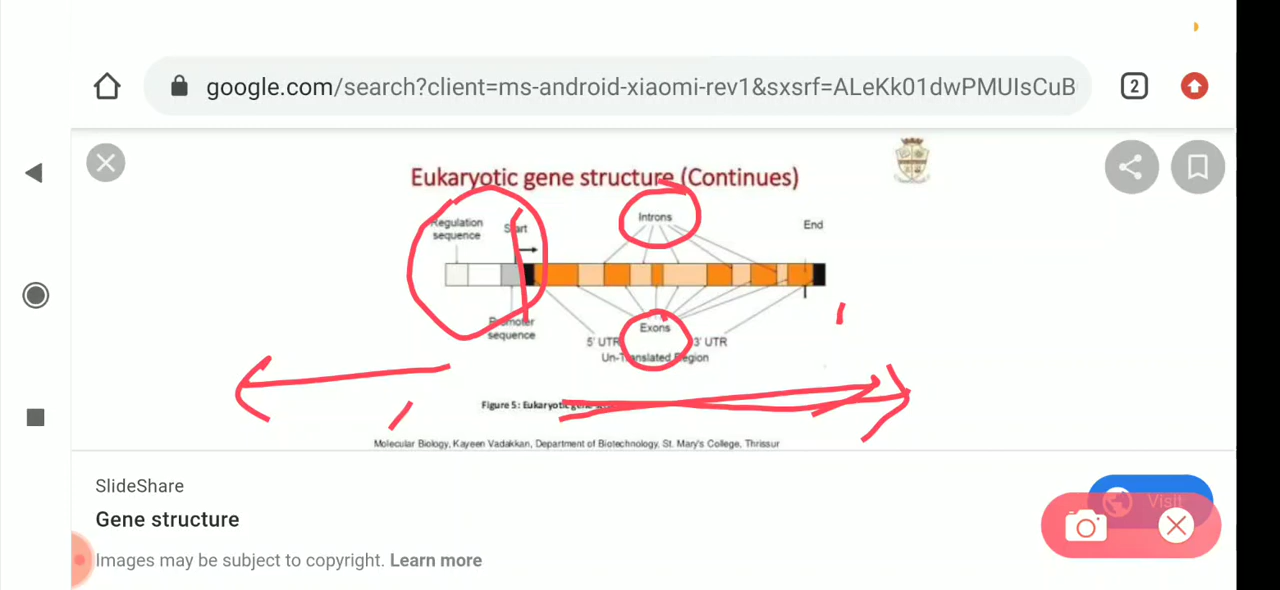 google.com/search?client=ms-android-xiaomi-rev1&sxsrf=ALeKk01dwPMUIsCuB
2
Eukaryotic gene structure (Continues)
Regulation
sequence
Start
Introns
End
Promoter
sequence
Exons
5' UTR
3' UTR
Un-Translated Region
Figure 5: Eukaryotic gene
Molecular Biology, Kayeen Vadakkan, Department of Biotechnology, St. Mary's College, Thrissur
SlideShare
Gene structure
Visit
Images may be subject to copyright. Learn more